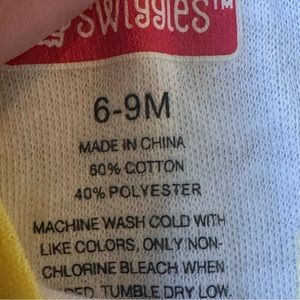 swiggles™
6-9M
MADE IN CHINA
60% COTTON
40% POLYESTER
MACHINE WASH COLD WITH
LIKE COLORS, ONLY NON-
CHLORINE BLEACH WHEN
TUMBLE DRY LOW